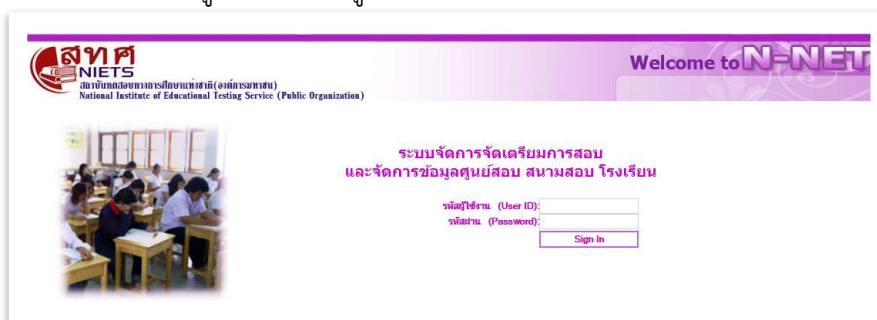 สทศ
NIETS
สถาบันทดสอบทางการศึกษาแห่งชาติ(องค์การมหาชน)
National Institute of Educational Testing Service (Public Organization)
Welcome to N-NET
ระบบจัดการจัดเตรียมการสอบ
และจัดการข้อมูลศูนย์สอบ สนามสอบ โรงเรียน
รหัสผู้ใช้งาน (User ID):
รหัสผ่าน (Password):
Sign In